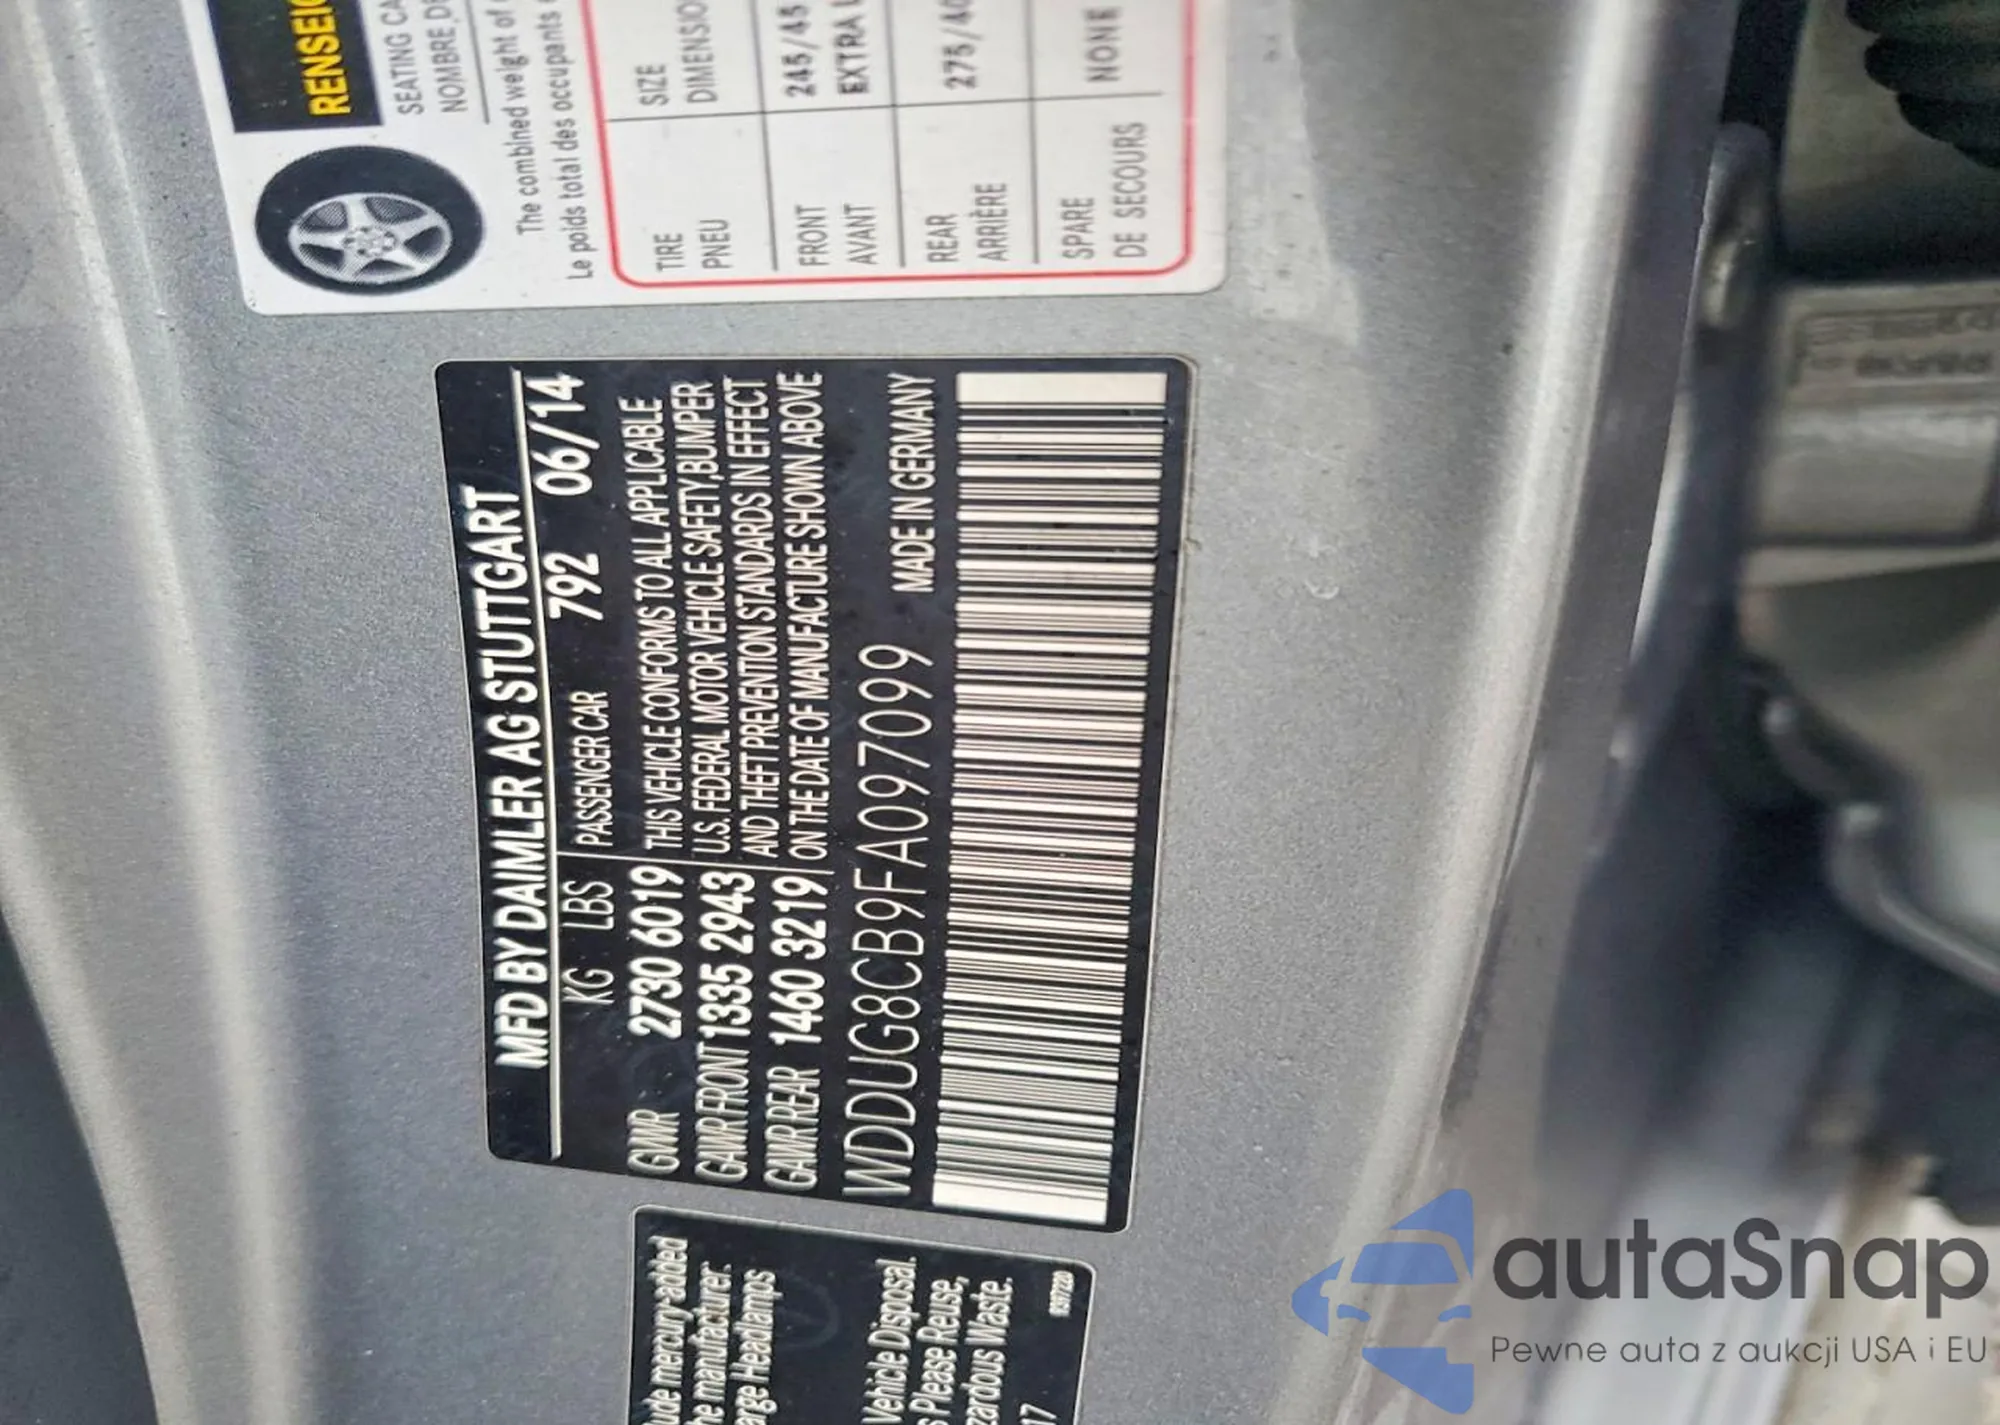 RENSEIG
SEATING CA
NOMBRE DE
The combined weight of
Le poids total des occupants
TIRE SIZE
PNEU DIMENSIO
FRONT 245/45
AVANT EXTRA L
REAR 275/40
ARRIÈRE
SPARE NONE
DE SECOURS
MFD BY DAIMLER AG STUTTGART
KG LBS PASSENGER CAR 792 06/14
GVWR 2730 6019 THIS VEHICLE CONFORMS TO ALL APPLICABLE
GAWR FRONT 1335 2943 U.S. FEDERAL MOTOR VEHICLE SAFETY,BUMPER
AND THEFT PREVENTION STANDARDS IN EFFECT
GAWR REAR 1460 3219 ON THE DATE OF MANUFACTURE SHOWN ABOVE
WDDUG8CB9FA097099 MADE IN GERMANY
ude mercury-added
he manufacturer:
arge Headlamps
Vehicle Disposal.
s Please Reuse,
zardous Waste.
17
autaSnap
Pewne auta z aukcji USA i EU